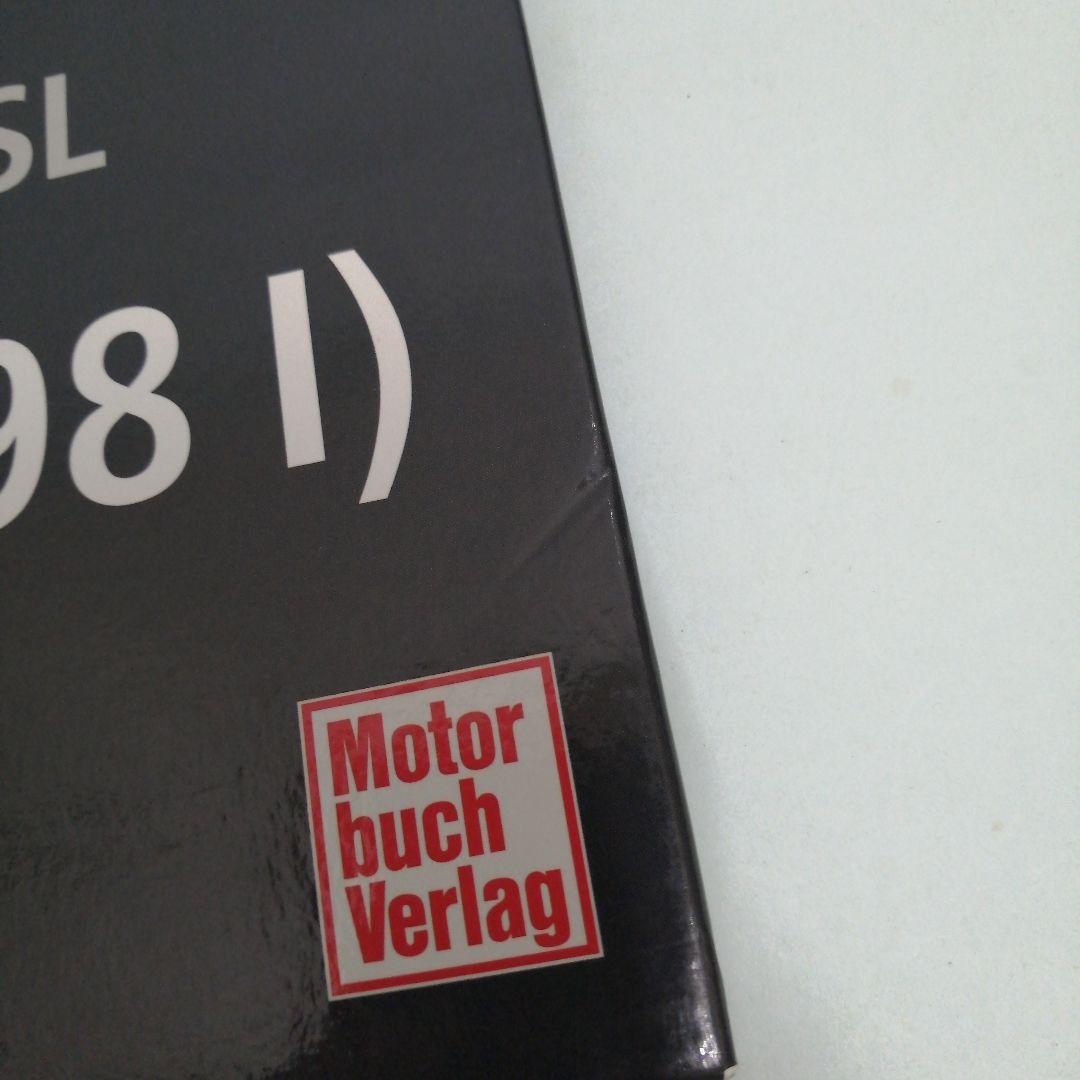 SL
98 I)
Motor
buch
Verlag